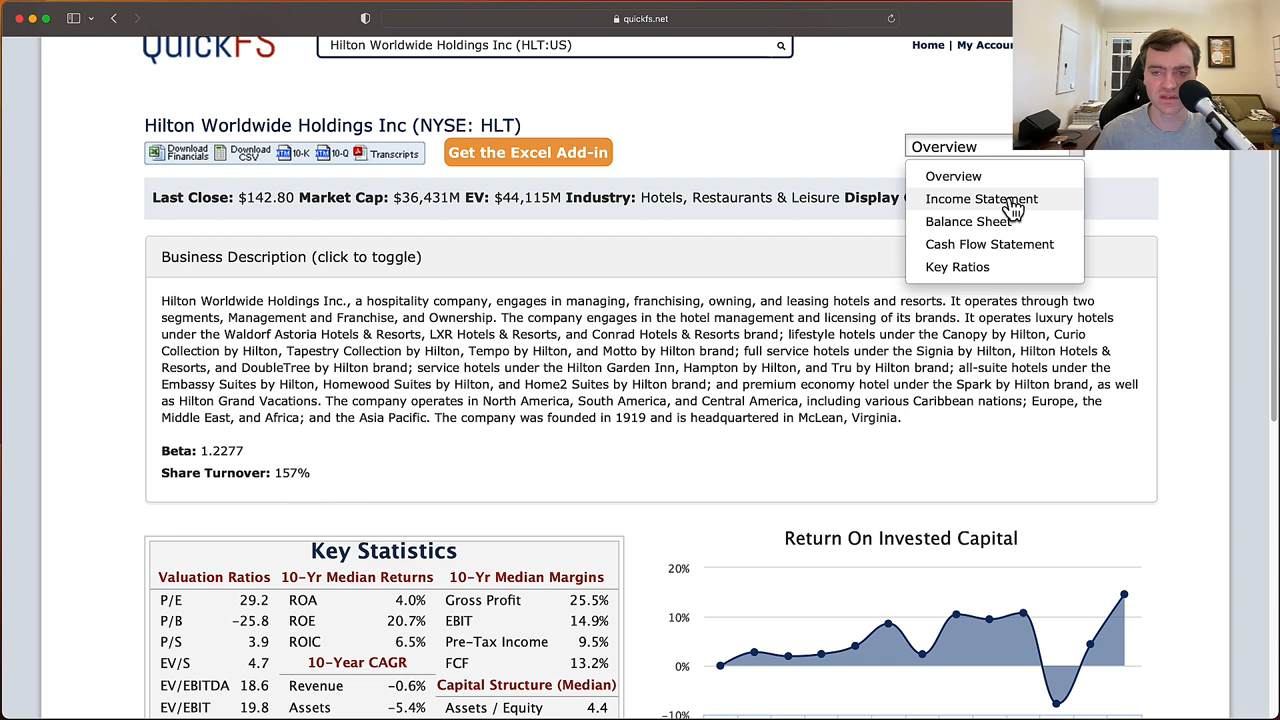 quickfs.net
QuickFS
Hilton Worldwide Holdings Inc (HLT:US)
Home | My Accou
Hilton Worldwide Holdings Inc (NYSE: HLT)
Download Financials
Download CSV
10-K
10-Q
Transcripts
Get the Excel Add-in
Overview
Overview
Income Statement
Balance Sheet
Cash Flow Statement
Key Ratios
Last Close: $142.80 Market Cap: $36,431M EV: $44,115M Industry: Hotels, Restaurants & Leisure Display
Business Description (click to toggle)
Hilton Worldwide Holdings Inc., a hospitality company, engages in managing, franchising, owning, and leasing hotels and resorts. It operates through two
segments, Management and Franchise, and Ownership. The company engages in the hotel management and licensing of its brands. It operates luxury hotels
under the Waldorf Astoria Hotels & Resorts, LXR Hotels & Resorts, and Conrad Hotels & Resorts brand; lifestyle hotels under the Canopy by Hilton, Curio
Collection by Hilton, Tapestry Collection by Hilton, Tempo by Hilton, and Motto by Hilton brand; full service hotels under the Signia by Hilton, Hilton Hotels &
Resorts, and DoubleTree by Hilton brand; service hotels under the Hilton Garden Inn, Hampton by Hilton, and Tru by Hilton brand; all-suite hotels under the
Embassy Suites by Hilton, Homewood Suites by Hilton, and Home2 Suites by Hilton brand; and premium economy hotel under the Spark by Hilton brand, as well
as Hilton Grand Vacations. The company operates in North America, South America, and Central America, including various Caribbean nations; Europe, the
Middle East, and Africa; and the Asia Pacific. The company was founded in 1919 and is headquartered in McLean, Virginia.
Beta: 1.2277
Share Turnover: 157%
Key Statistics
Valuation Ratios 10-Yr Median Returns 10-Yr Median Margins
P/E 29.2 ROA 4.0% Gross Profit 25.5%
P/B -25.8 ROE 20.7% EBIT 14.9%
P/S 3.9 ROIC 6.5% Pre-Tax Income 9.5%
EV/S 4.7 10-Year CAGR FCF 13.2%
EV/EBITDA 18.6 Revenue -0.6% Capital Structure (Median)
EV/EBIT 19.8 Assets -5.4% Assets / Equity 4.4
Return On Invested Capital
20%
10%
0%
-10%